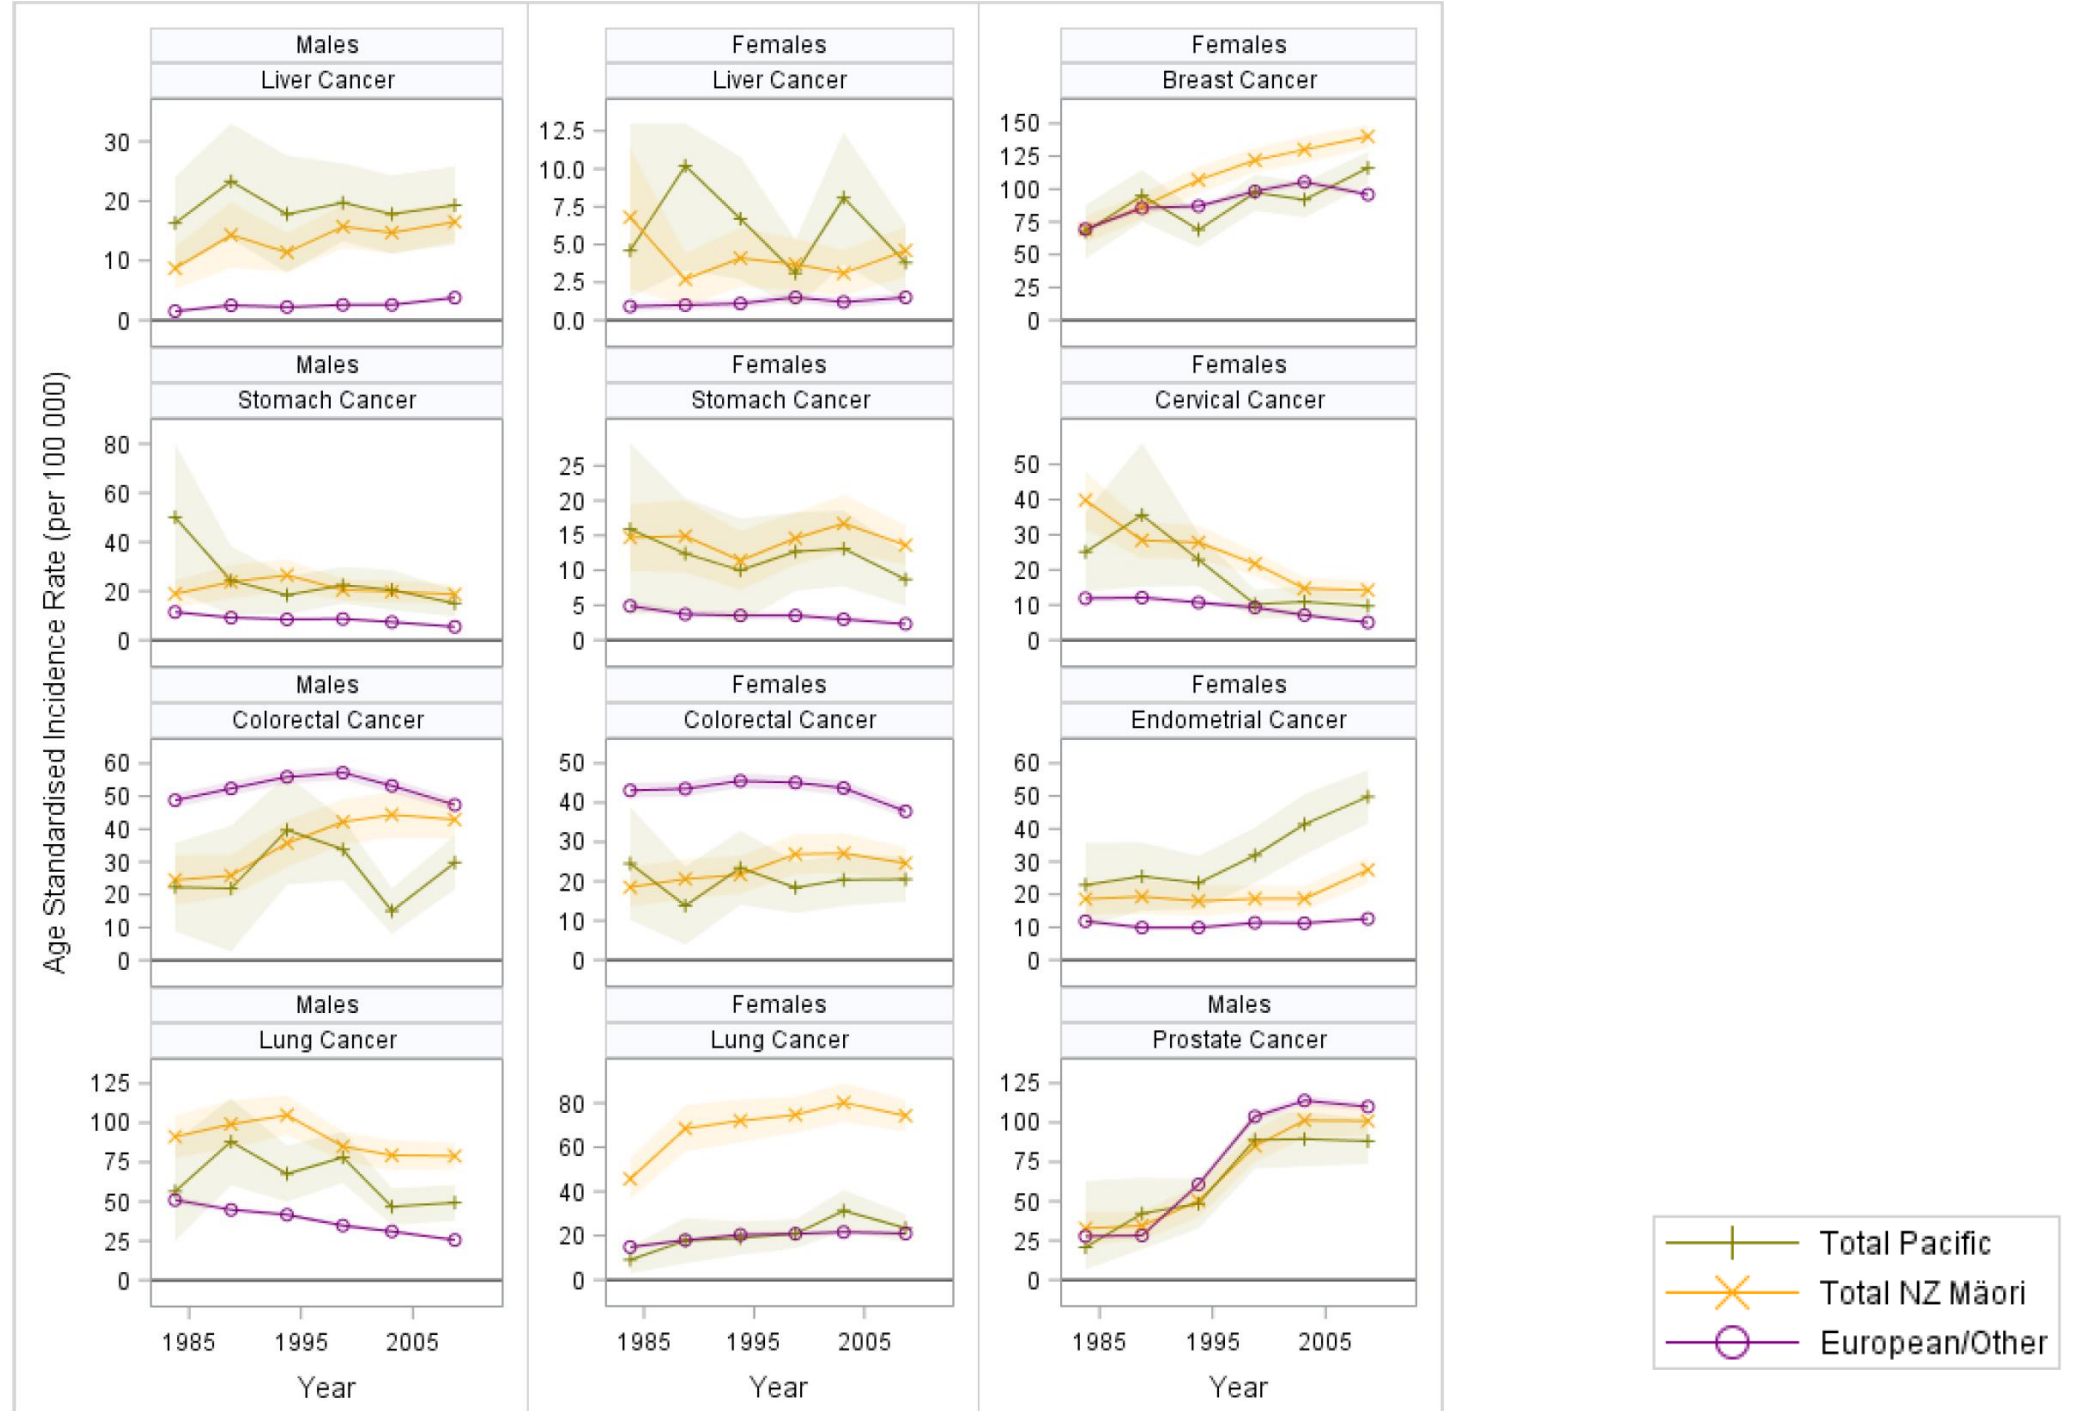 Age Standardised Incidence Rate (per 100 000)
Males
Liver Cancer
30
20
10
0
Females
Liver Cancer
12.5
10.0
7.5
5.0
2.5
0.0
Females
Breast Cancer
150
125
100
75
50
25
0
Males
Stomach Cancer
80
60
40
20
0
Females
Stomach Cancer
25
20
15
10
5
0
Females
Cervical Cancer
50
40
30
20
10
0
Males
Colorectal Cancer
60
50
40
30
20
10
0
Females
Colorectal Cancer
50
40
30
20
10
0
Females
Endometrial Cancer
60
50
40
30
20
10
0
Males
Lung Cancer
125
100
75
50
25
0
1985 1995 2005
Year
Females
Lung Cancer
80
60
40
20
0
1985 1995 2005
Year
Males
Prostate Cancer
125
100
75
50
25
0
1985 1995 2005
Year
Total Pacific
Total NZ Mäori
European/Other